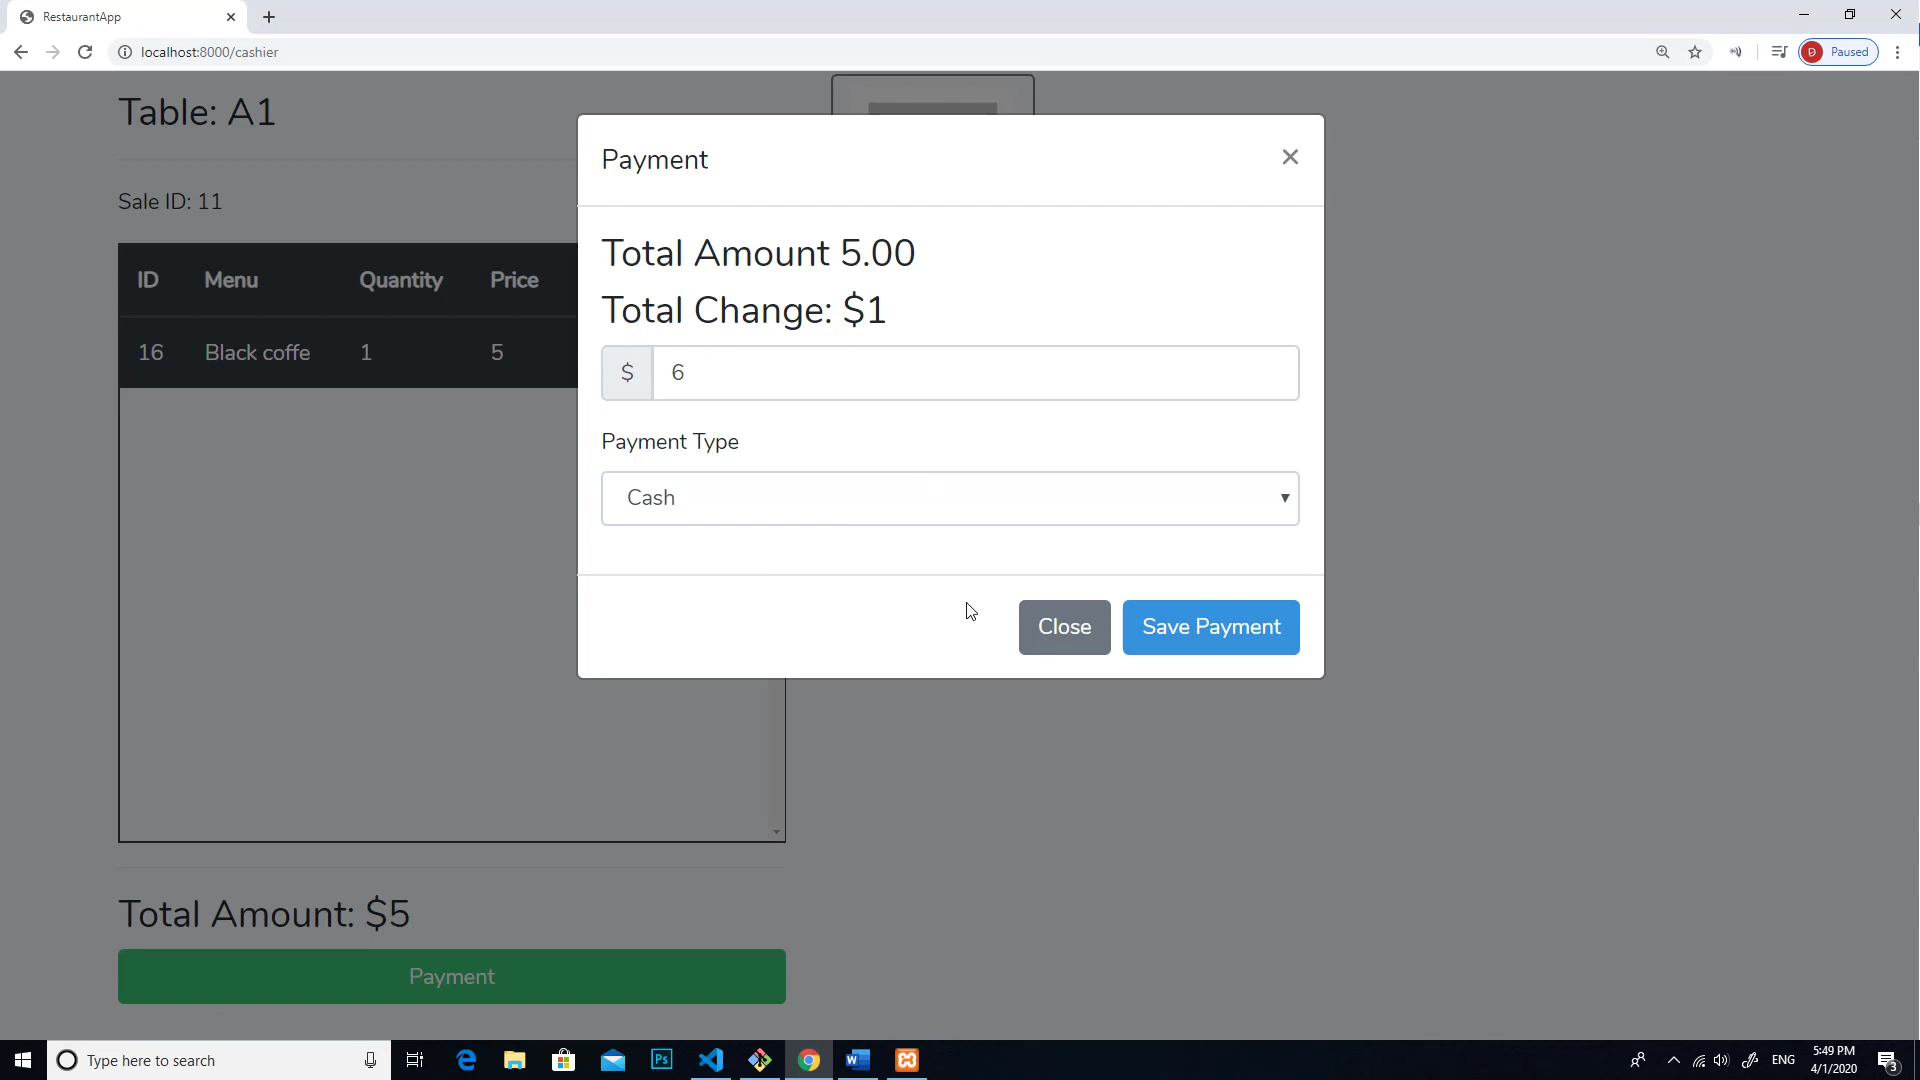 RestaurantApp
localhost:8000/cashier
Paused
Table: A1
Sale ID: 11
ID Menu Quantity Price
16 Black coffe 1 5
Total Amount: $5
Payment
Payment
Total Amount 5.00
Total Change: $1
$ 6
Payment Type
Cash
Close Save Payment
Type here to search
ENG
5:49 PM
4/1/2020
3